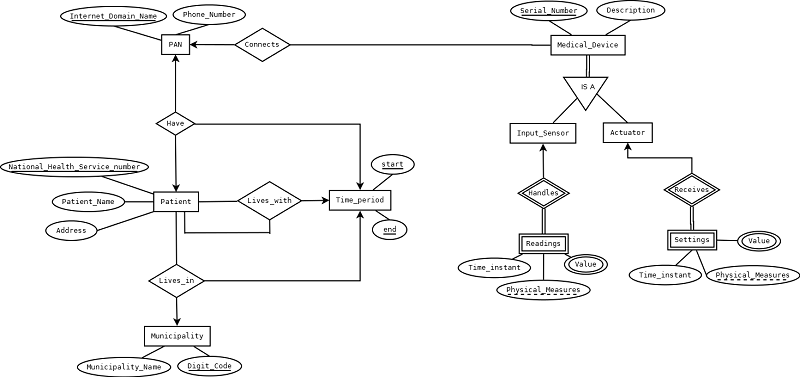 Internet_Domain_Name
Phone_Number
Serial_Number
Description
PAN
Connects
Medical_Device
IS A
Have
Input_Sensor
Actuator
National_Health_Service_number
start
Patient_Name
Patient
Lives_with
Time_period
Handles
Receives
Address
end
Readings
Settings
Value
Time_instant
Value
Time_instant
Physical_Measures
Lives_in
Physical_Measures
Municipality
Municipality_Name
Digit_Code